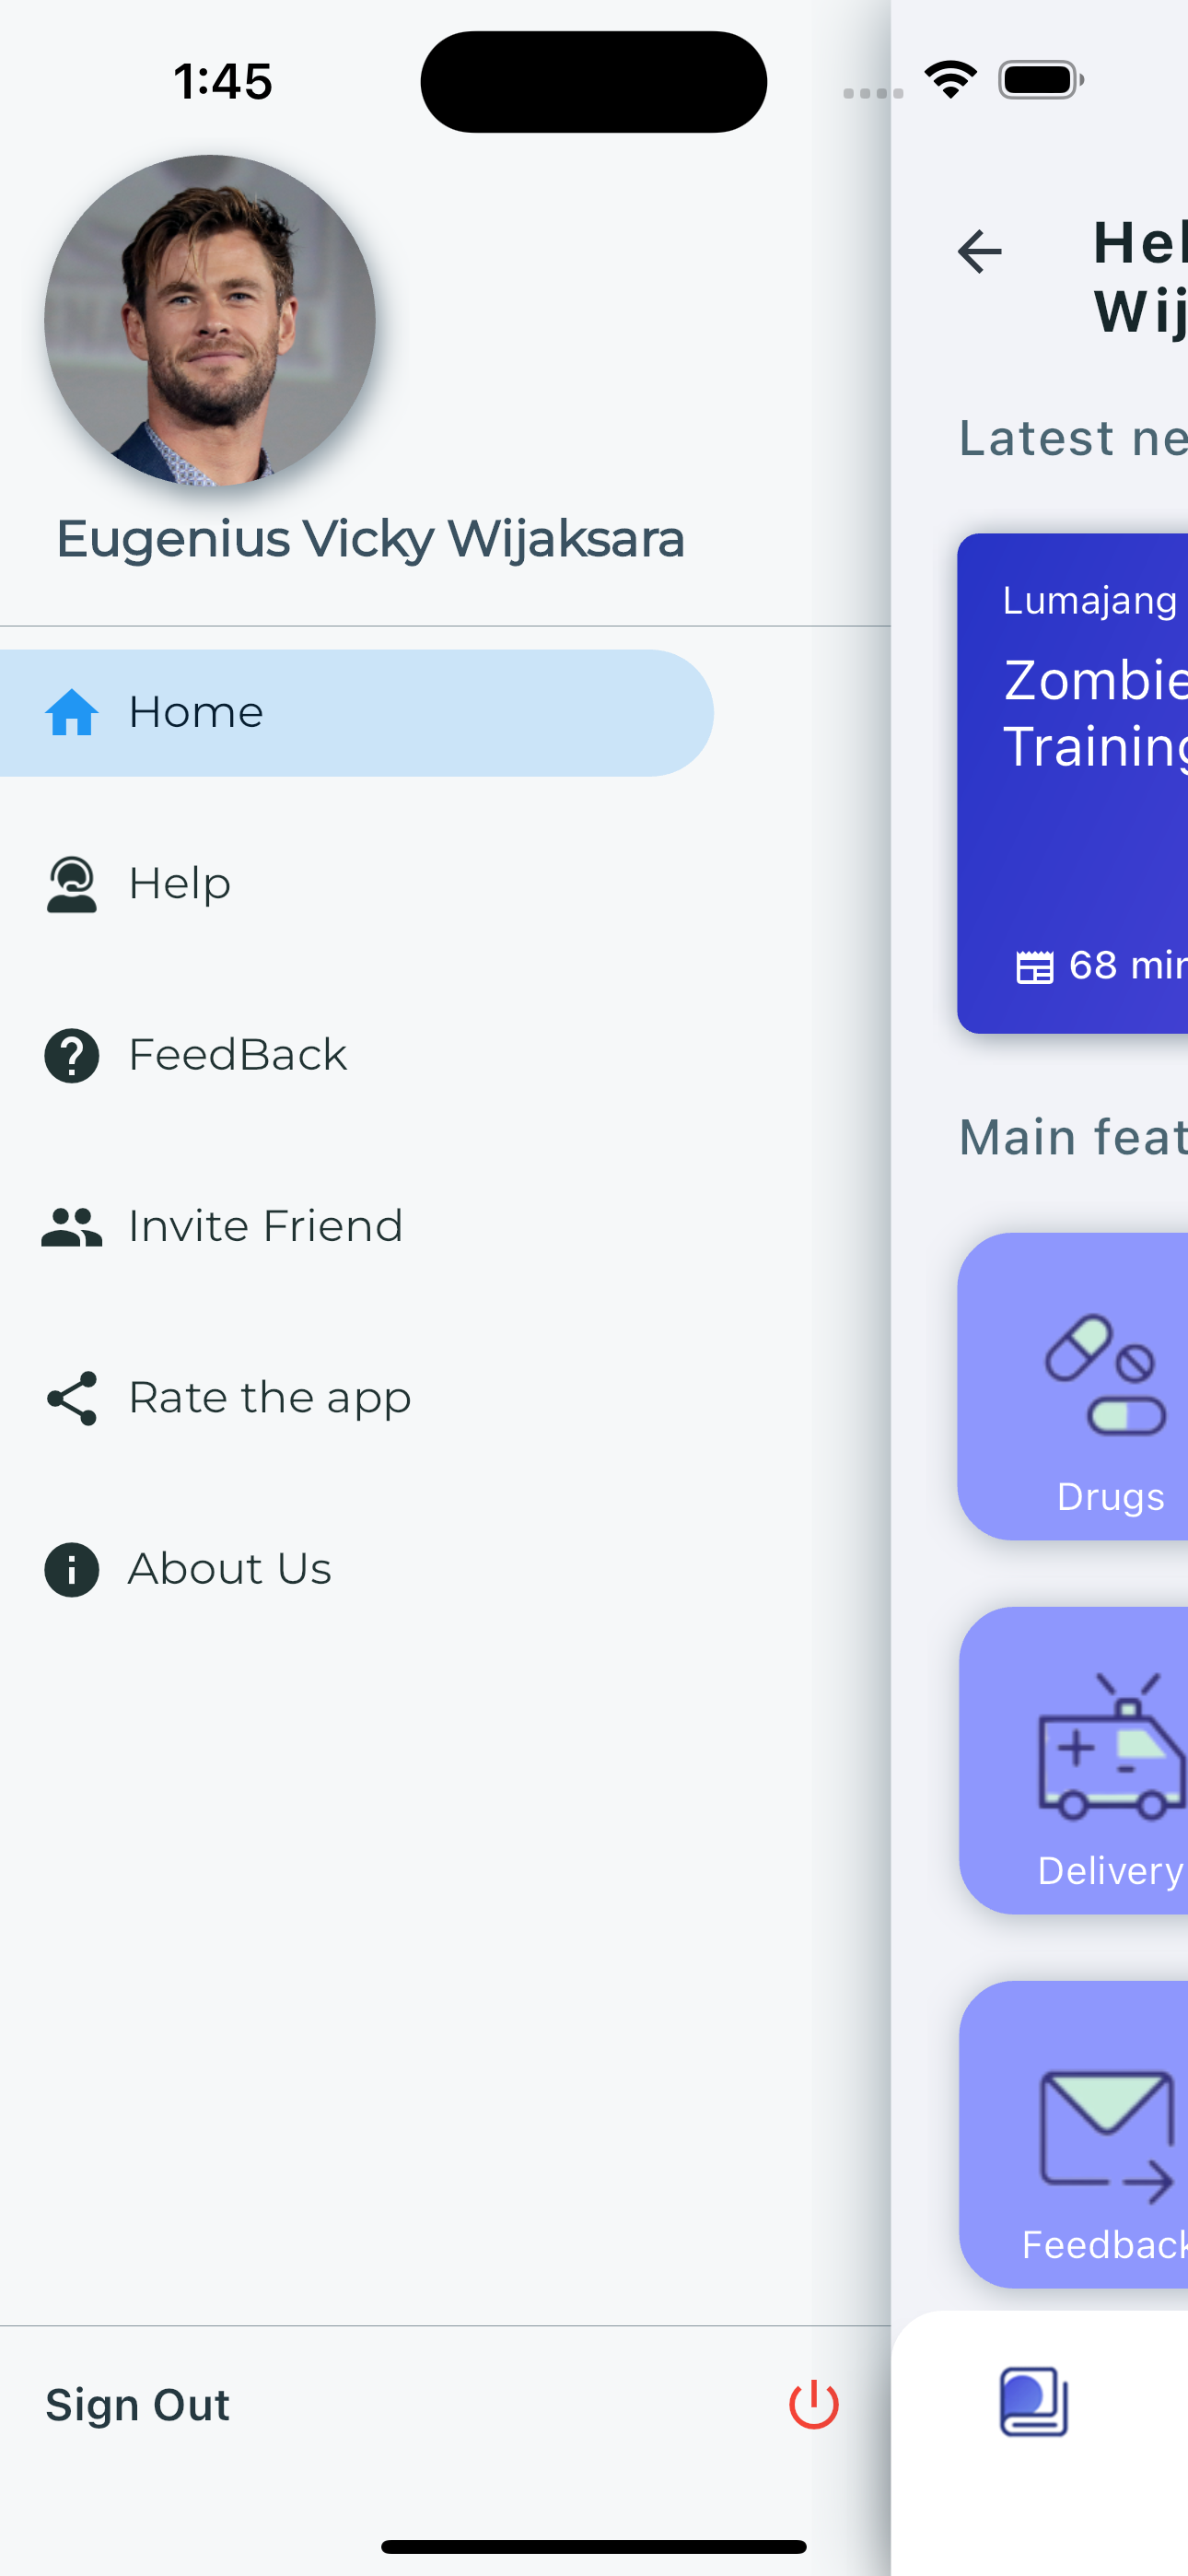 1:45
Eugenius Vicky Wijaksara
Home
Help
FeedBack
Invite Friend
Rate the app
About Us
Sign Out
Hel
Wij
Latest ne
Lumajang
Zombie
Training
68 min
Main feat
Drugs
Delivery
Feedback